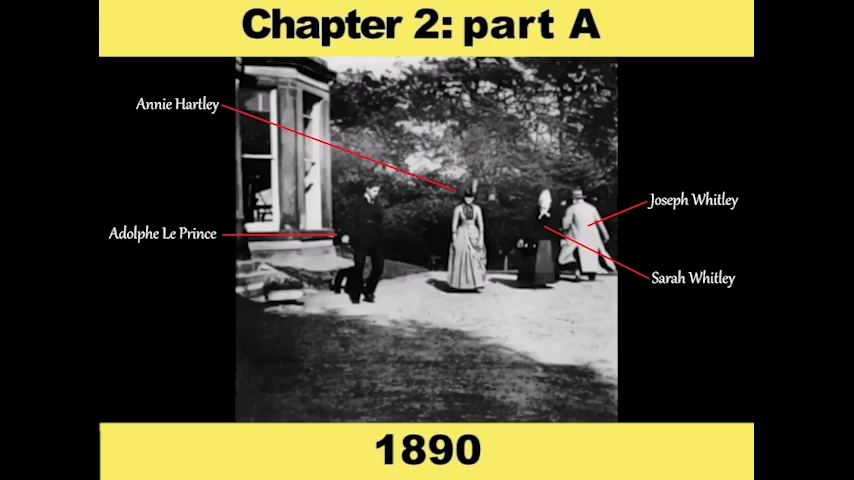 Chapter 2: part A
Annie Hartley
Joseph Whitley
Adolphe Le Prince
Sarah Whitley
1890